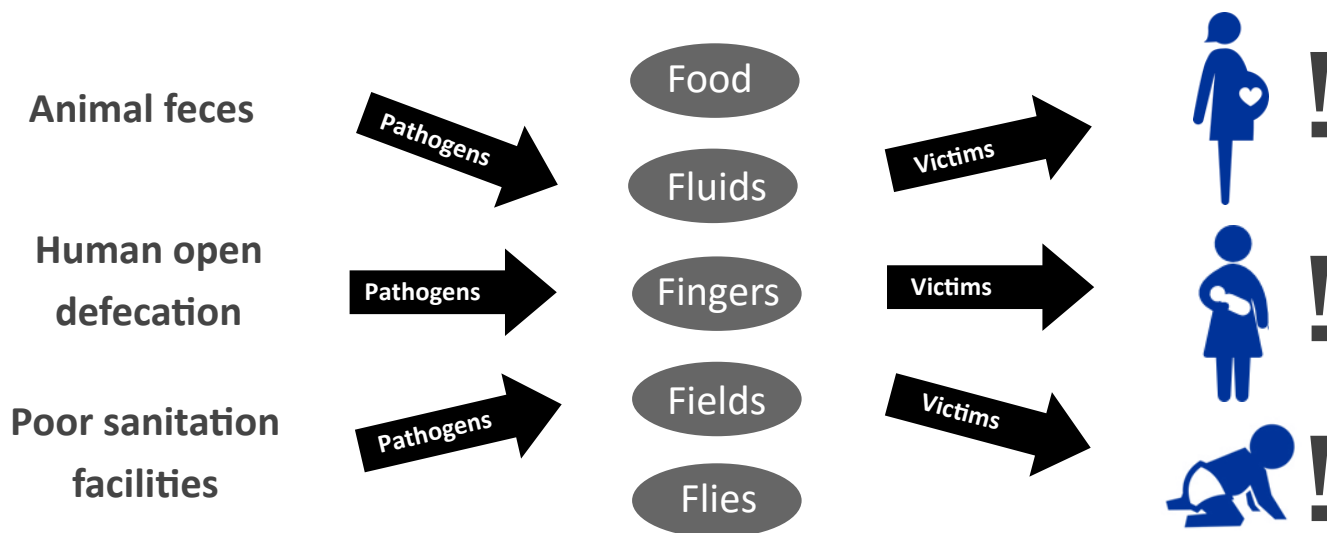 Animal feces
Human open
defecation
Poor sanitation
facilities
Pathogens
Pathogens
Pathogens
Food
Fluids
Fingers
Fields
Flies
Victims
Victims
Victims
!
!
!